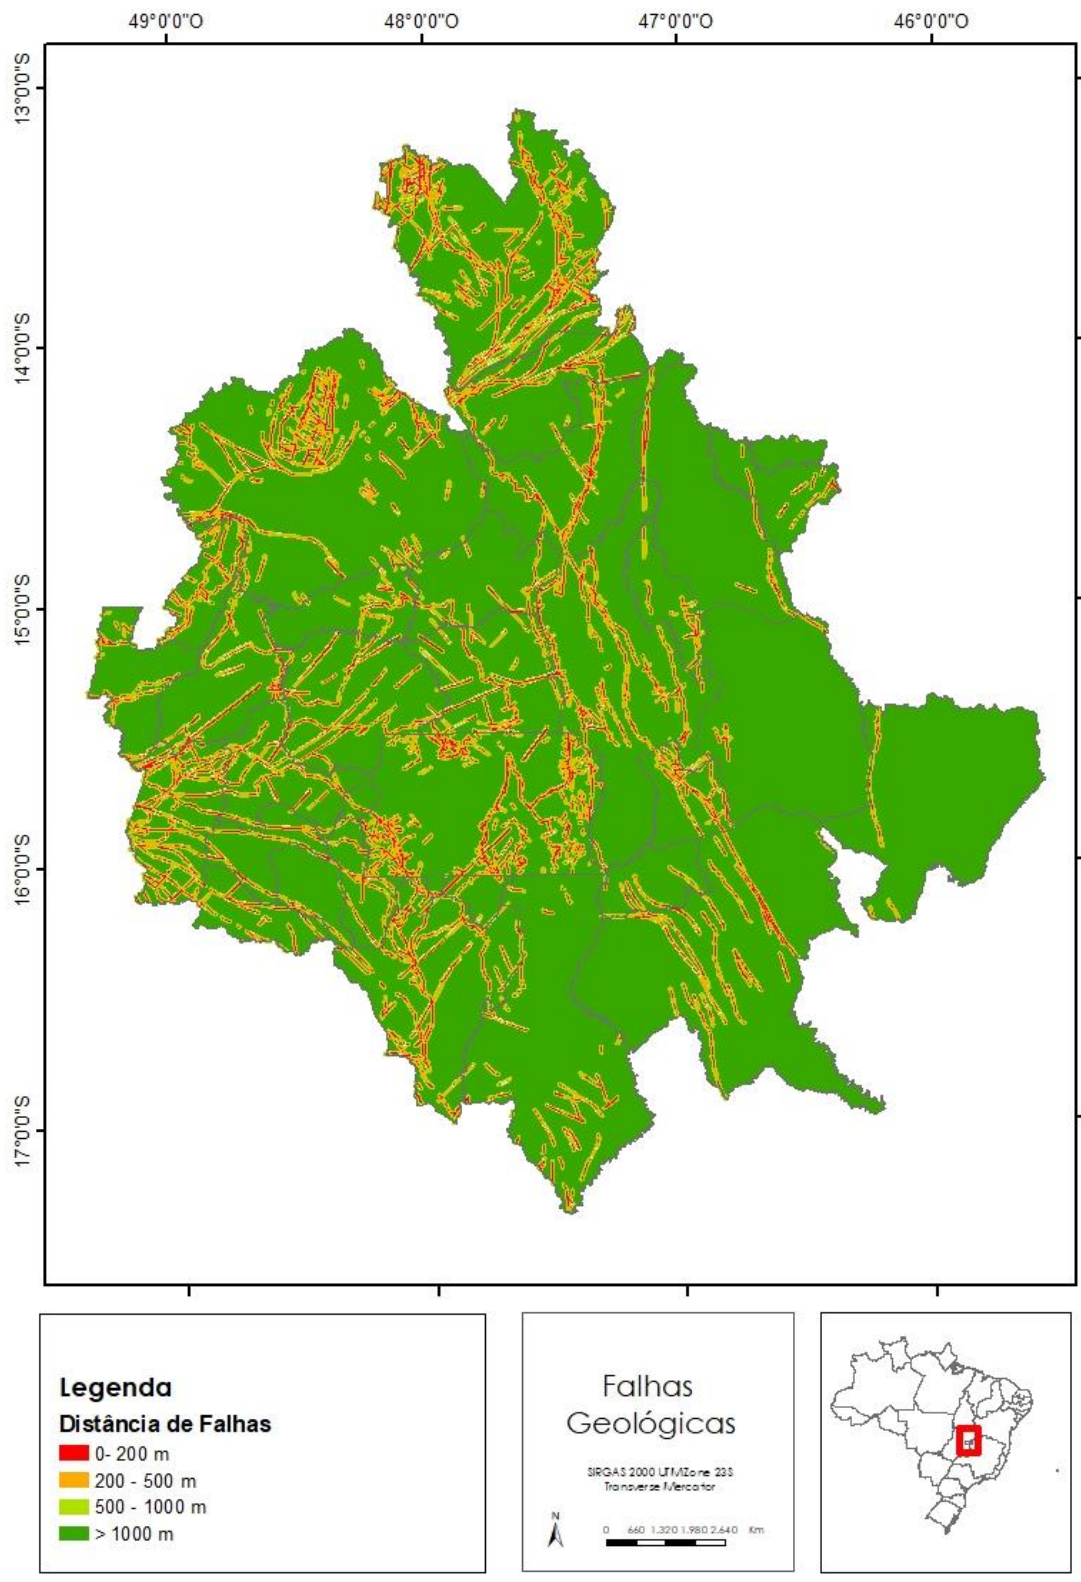 49°0'0"O 48°0'0"O 47°0'0"O 46°0'0"O
13°0'0"S
14°0'0"S
15°0'0"S
16°0'0"S
17°0'0"S
Legenda
Distância de Falhas
0- 200 m
200 - 500 m
500 - 1000 m
> 1000 m
Falhas
Geológicas
SIRGAS 2000 UTM Zone 23S
Transverse Mercator
N
0 660 1.320 1.980 2.640 Km